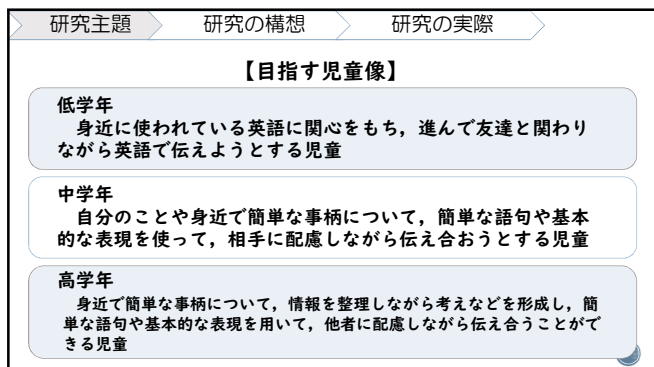 研究主題 研究の構想 研究の実際
【目指す児童像】
低学年
身近に使われている英語に関心をもち，進んで友達と関わり
ながら英語で伝えようとする児童
中学年
自分のことや身近で簡単な事柄について，簡単な語句や基本
的な表現を使って，相手に配慮しながら伝え合おうとする児童
高学年
身近で簡単な事柄について，情報を整理しながら考えなどを形成し，簡
単な語句や基本的な表現を用いて，他者に配慮しながら伝え合うことがで
きる児童